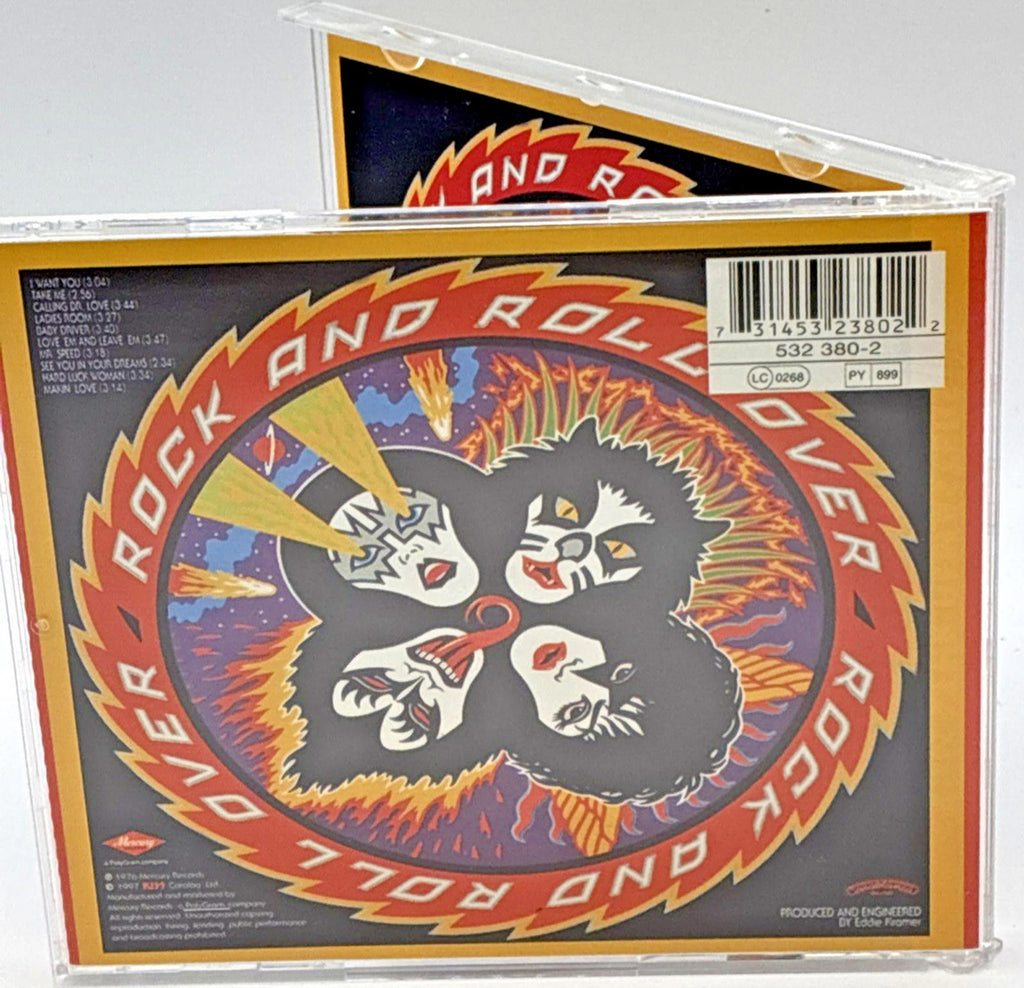 AND RO
I WANT YOU (3:04)
TAKE ME (2:56)
CALLING DR. LOVE (3:44)
LADIES ROOM (3:27)
BABY DRIVER (3:40)
LOVE EM AND LEAVE EM (3:47)
MR. SPEED (3:18)
SEE YOU IN YOUR DREAMS (2:34)
HARD LUCK WOMAN (3:34)
MAKIN LOVE (3:14)
ROCK AND ROLL OVER ROCK AND ROLL OVER
7 31453 23802 2
532 380-2
LC 0268 PY 899
Mercury
a PolyGram company
℗ 1976 Mercury Records
© 1997 KISS Catalog Ltd.
Manufactured and marketed by
Mercury Records a PolyGram company
All rights reserved. Unauthorized copying
reproduction hiring, lending, public performance
and broadcasting prohibited.
PRODUCED AND ENGINEERED
BY Eddie Kramer